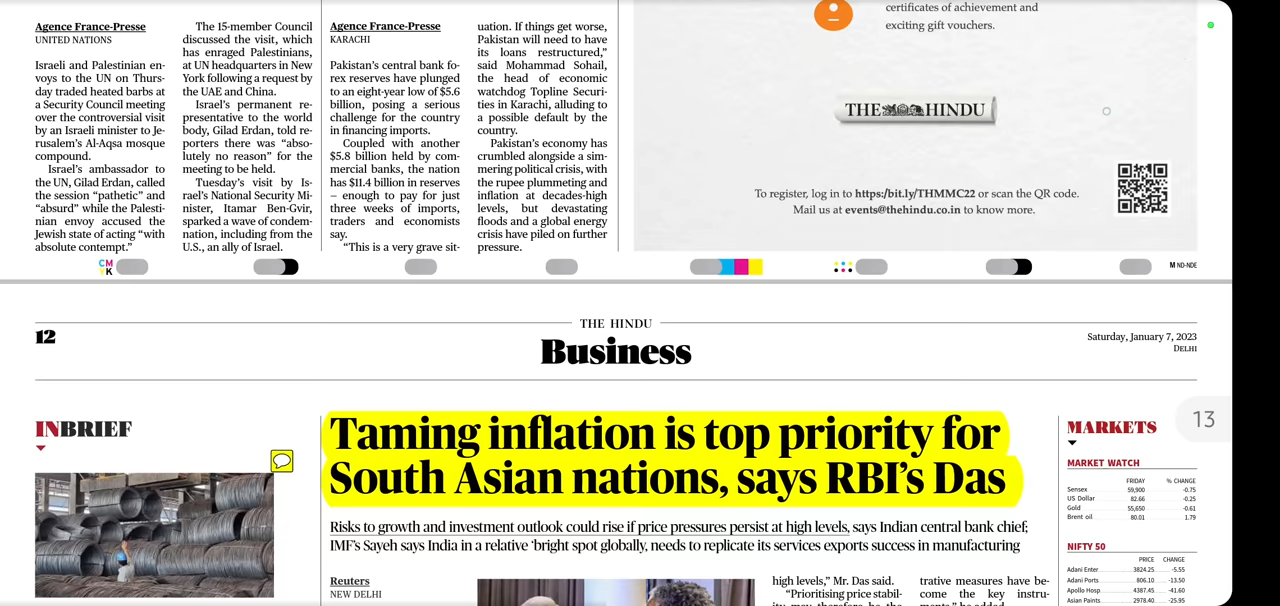 Agence France-Presse
UNITED NATIONS
Israeli and Palestinian en-
voys to the UN on Thurs-
day traded heated barbs at
a Security Council meeting
over the controversial visit
by an Israeli minister to Je-
rusalem's Al-Aqsa mosque
compound.
Israel's ambassador to
the UN, Gilad Erdan, called
the session “pathetic” and
“absurd” while the Palesti-
nian envoy accused the
Jewish state of acting “with
absolute contempt.”
The 15-member Council
discussed the visit, which
has enraged Palestinians,
at UN headquarters in New
York following a request by
the UAE and China.
Israel's permanent re-
presentative to the world
body, Gilad Erdan, told re-
porters there was “abso-
lutely no reason” for the
meeting to be held.
Tuesday's visit by Is-
rael's National Security Mi-
nister, Itamar Ben-Gvir,
sparked a wave of condem-
nation, including from the
U.S., an ally of Israel.
Agence France-Presse
KARACHI
Pakistan's central bank fo-
rex reserves have plunged
to an eight-year low of $5.6
billion, posing a serious
challenge for the country
in financing imports.
Coupled with another
$5.8 billion held by com-
mercial banks, the nation
has $11.4 billion in reserves
– enough to pay for just
three weeks of imports,
traders and economists
say.
“This is a very grave sit-
uation. If things get worse,
Pakistan will need to have
its loans restructured,”
said Mohammad Sohail,
the head of economic
watchdog Topline Securi-
ties in Karachi, alluding to
a possible default by the
country.
Pakistan's economy has
crumbled alongside a sim-
mering political crisis, with
the rupee plummeting and
inflation at decades-high
levels, but devastating
floods and a global energy
crisis have piled on further
pressure.
certificates of achievement and
exciting gift vouchers.
THE HINDU
To register, log in to https:/bit.ly/THMMC22 or scan the QR code.
Mail us at events@thehindu.co.in to know more.
CM
YK
M ND-NDE
12
THE HINDU
Business
Saturday, January 7, 2023
DELHI
13
INBRIEF
Taming inflation is top priority for
South Asian nations, says RBI's Das
Risks to growth and investment outlook could rise if price pressures persist at high levels, says Indian central bank chief;
IMF's Sayeh says India in a relative ‘bright spot globally, needs to replicate its services exports success in manufacturing
Reuters
NEW DELHI
high levels,” Mr. Das said.
“Prioritising price stabil-
ity may therefore be the
trative measures have be-
come the key instru-
ments,” he added.
MARKETS
MARKET WATCH
FRIDAY % CHANGE
Sensex 59,900 -0.75
US Dollar 82.66 -0.25
Gold 55,650 -0.61
Brent oil 80.01 1.79
NIFTY 50
PRICE CHANGE
Adani Enter 3824.25 -5.55
Adani Ports 806.10 -13.50
Apollo Hosp 4387.45 -41.60
Asian Paints 2978.40 -25.95